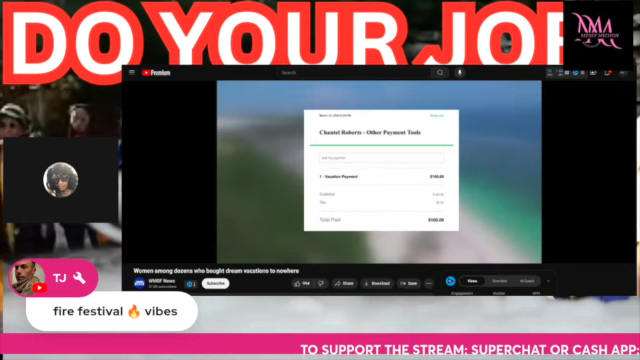 DO YOUR JOB
Premium
Search
Chantel Roberts - Other Payment Tools
1 - Vacation Payment $100.00
Subtotal
Total Paid $100.00
Women among dozens who bought dream vacations to nowhere
WMBF News
Subscribe
Share
Download
Save
TJ
fire festival 🔥 vibes
TO SUPPORT THE STREAM: SUPERCHAT OR CASH APP